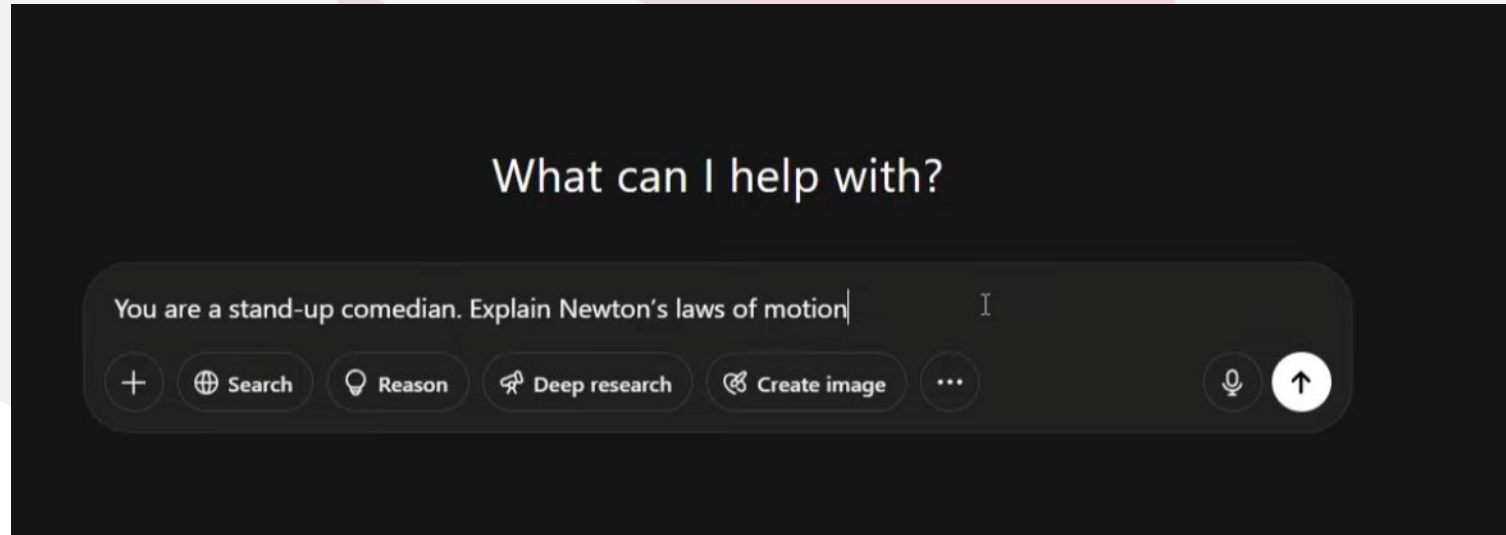 What can I help with?
You are a stand-up comedian. Explain Newton's laws of motion
Search Reason Deep research Create image